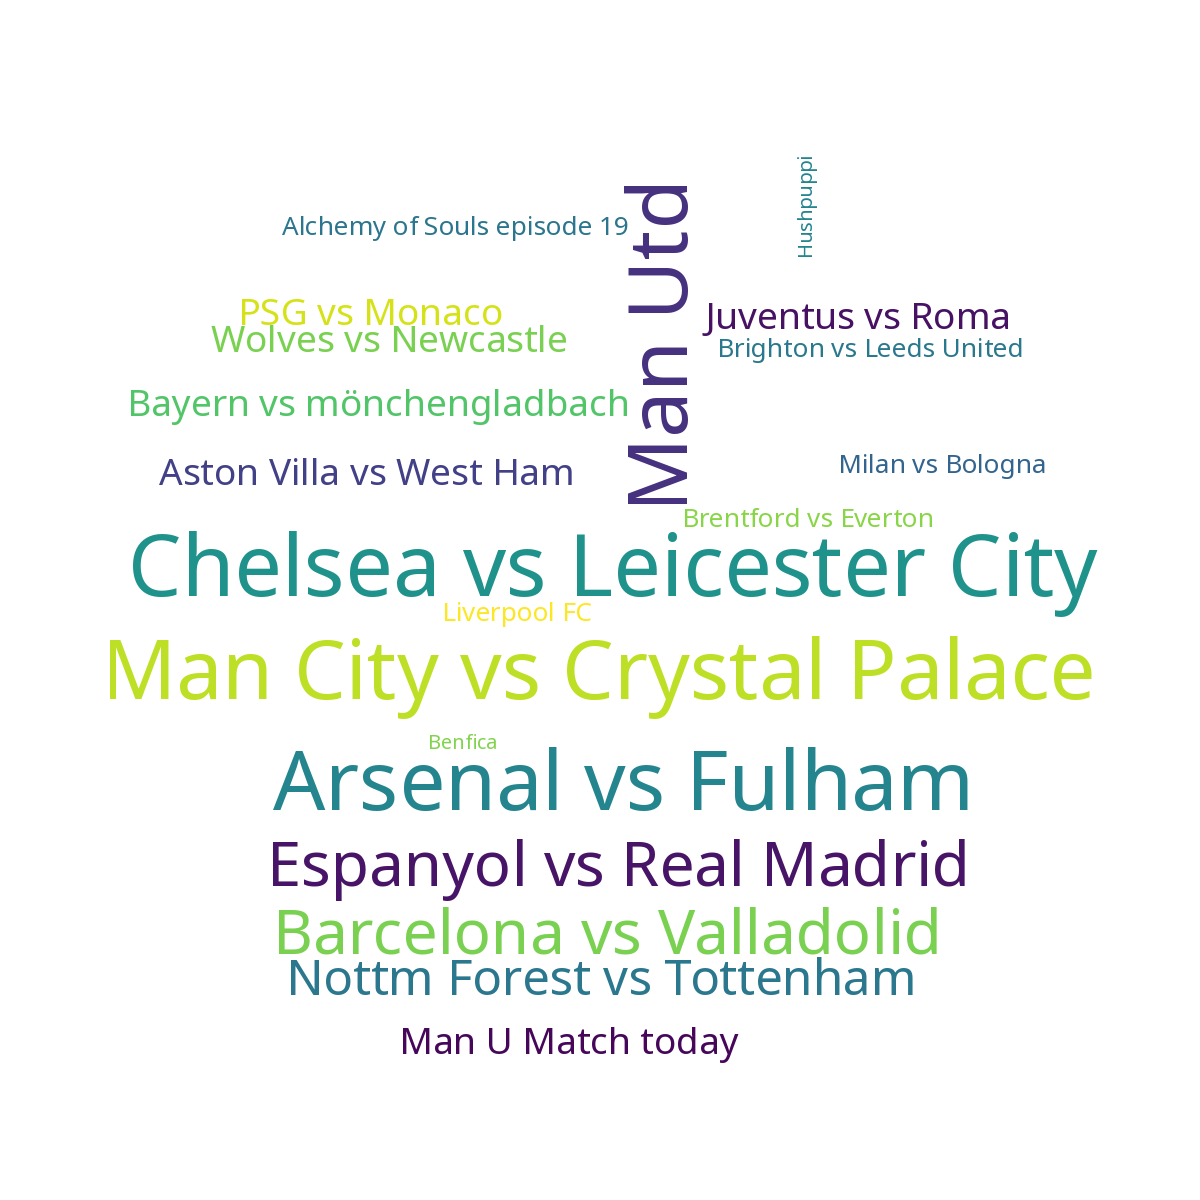 Hushpuppi
Man Utd
Alchemy of Souls episode 19
PSG vs Monaco
Juventus vs Roma
Wolves vs Newcastle
Brighton vs Leeds United
Bayern vs mönchengladbach
Aston Villa vs West Ham
Milan vs Bologna
Brentford vs Everton
Chelsea vs Leicester City
Liverpool FC
Man City vs Crystal Palace
Benfica
Arsenal vs Fulham
Espanyol vs Real Madrid
Barcelona vs Valladolid
Nottm Forest vs Tottenham
Man U Match today